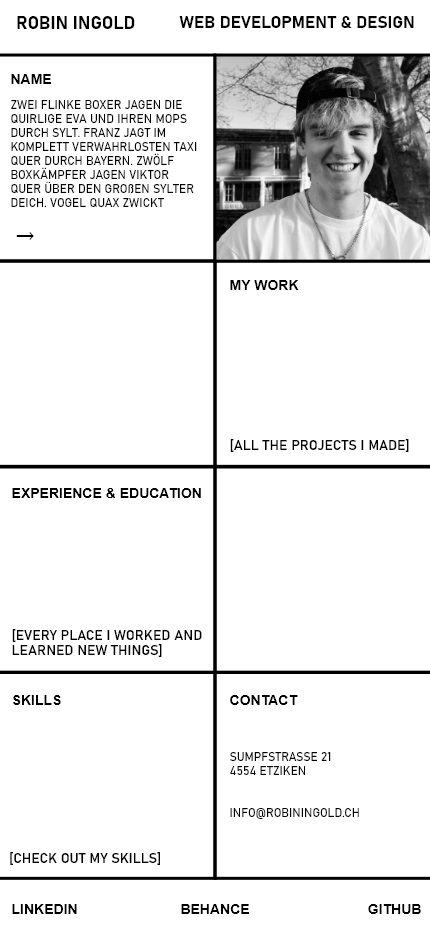 ROBIN INGOLD
WEB DEVELOPMENT & DESIGN
NAME
ZWEI FLINKE BOXER JAGEN DIE
QUIRLIGE EVA UND IHREN MOPS
DURCH SYLT. FRANZ JAGT IM
KOMPLETT VERWAHRLOSTEN TAXI
QUER DURCH BAYERN. ZWÖLF
BOXKÄMPFER JAGEN VIKTOR
QUER ÜBER DEN GROẞEN SYLTER
DEICH. VOGEL QUAX ZWICKT
→
MY WORK
[ALL THE PROJECTS I MADE]
EXPERIENCE & EDUCATION
[EVERY PLACE I WORKED AND
LEARNED NEW THINGS]
SKILLS
[CHECK OUT MY SKILLS]
CONTACT
SUMPFSTRASSE 21
4554 ETZIKEN
INFO@ROBININGOLD.CH
LINKEDIN
BEHANCE
GITHUB